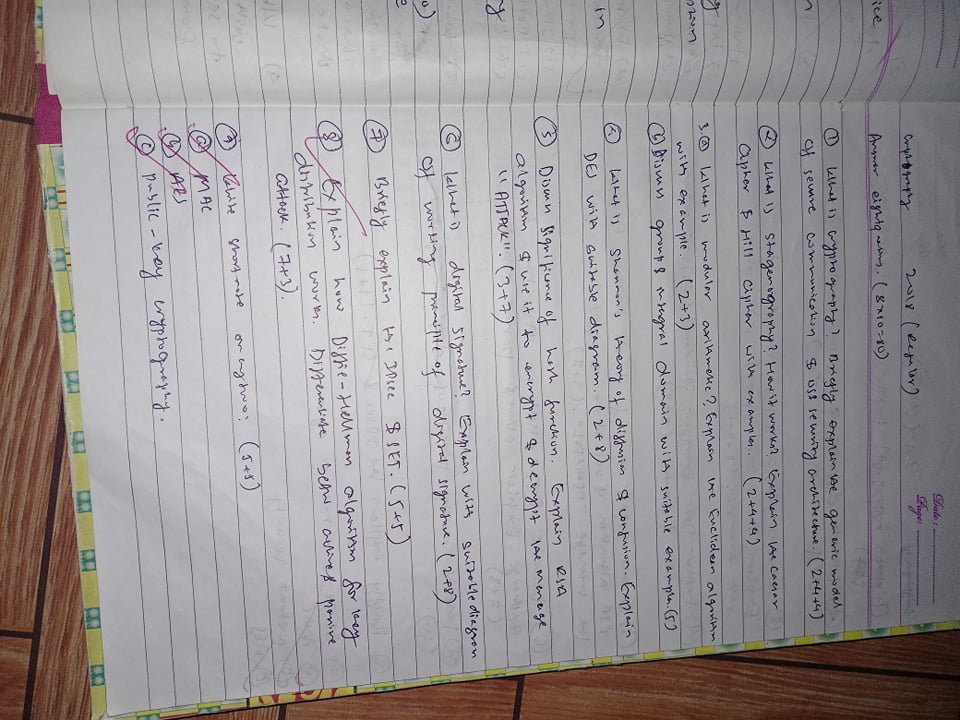 Date:
Page:
Cryptography 2018 (Regular)
Answer eight questions. (8x10=80)
① What is cryptography? Briefly explain the generic model
of secure communication & OSI security architecture. (2+4+4)
② What is Stagenography? How it works? Explain the Caesar
Cipher & Hill Cipher with examples. (2+4+4)
3.ⓐ What is modular arithmetic? Explain the Euclidean algorithm
with example. (2+3)
ⓑ Discuss group & integral domain with suitable example. (5)
④ What is Shannon's theory of diffusion & confusion. Explain
DES with suitable diagram. (2+8)
⑤ Discuss significance of hash function. Explain RSA
algorithm & use it to encrypt & decrypt the message
"ATTACK". (3+7)
⑥ What is digital signature? Explain with suitable diagram
of working principle of digital signature. (2+8)
⑦ Briefly explain the IPsec & SET. (5+5)
⑧ Explain how Diffie-Hellman algorithm for key
distribution works. Differentiate betw active & passive
attack. (7+3).
⑨ Write short note on any two: (5+5)
ⓐ MAC
ⓑ AES
ⓒ Public-key cryptography.
ice
n
g
ption
in
y
o)
e